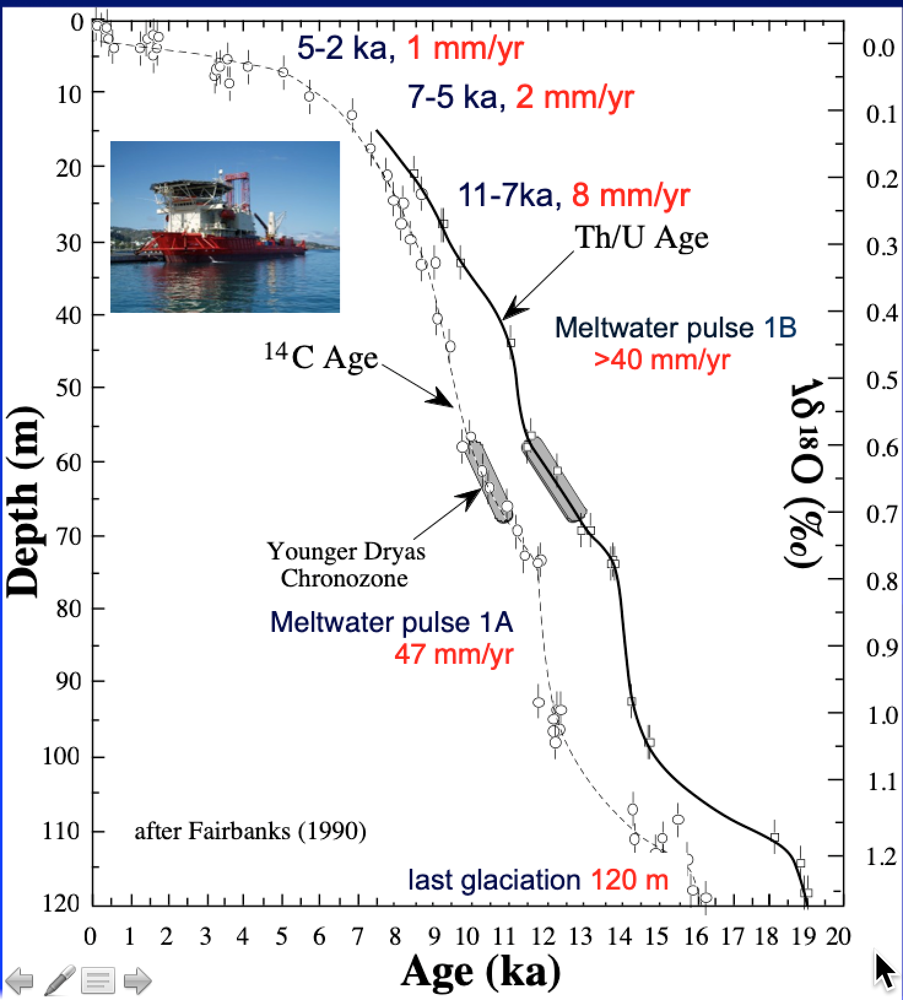 5-2 ka, 1 mm/yr
7-5 ka, 2 mm/yr
11-7ka, 8 mm/yr
Th/U Age
Meltwater pulse 1B
>40 mm/yr
14C Age
Younger Dryas
Chronozone
Meltwater pulse 1A
47 mm/yr
after Fairbanks (1990)
last glaciation 120 m
Depth (m)
0
10
20
30
40
50
60
70
80
90
100
110
120
0.0
0.1
0.2
0.3
0.4
0.5
0.6
0.7
0.8
0.9
1.0
1.1
1.2
δ18O (‰)
0 1 2 3 4 5 6 7 8 9 10 11 12 13 14 15 16 17 18 19 20
Age (ka)